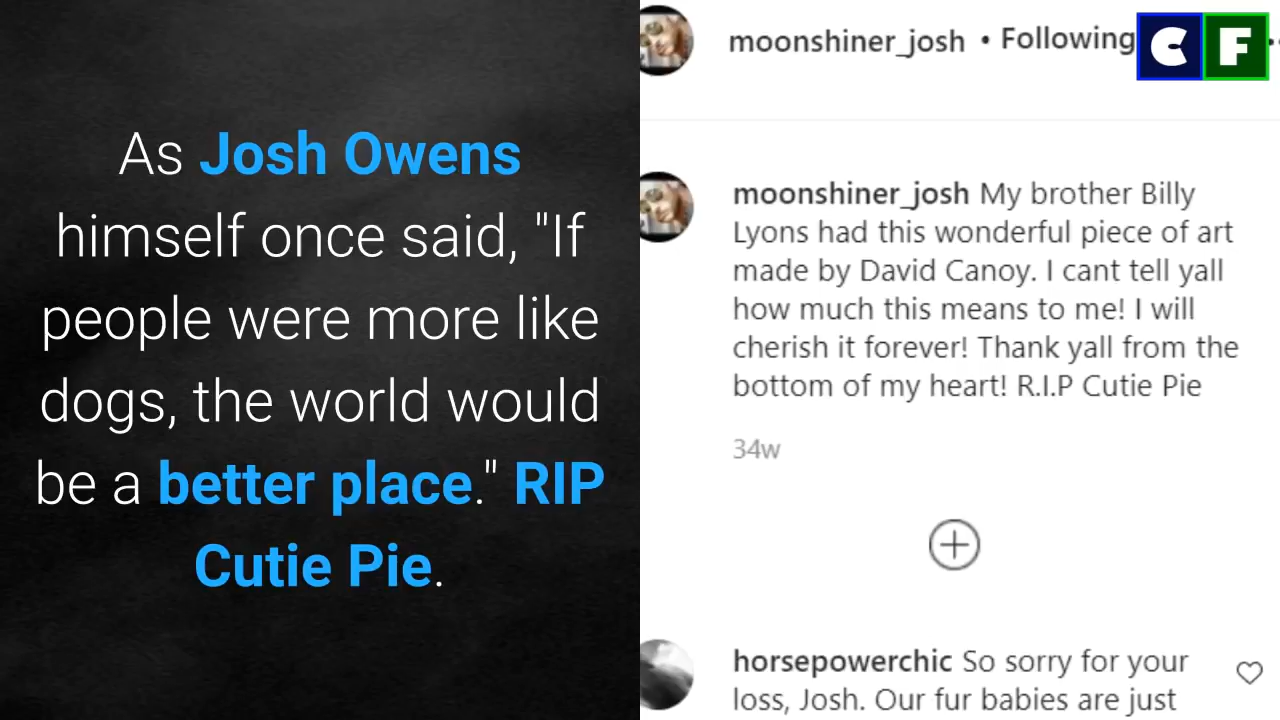 As Josh Owens
himself once said, "If
people were more like
dogs, the world would
be a better place." RIP
Cutie Pie.
moonshiner_josh • Following
C F
moonshiner_josh My brother Billy
Lyons had this wonderful piece of art
made by David Canoy. I cant tell yall
how much this means to me! I will
cherish it forever! Thank yall from the
bottom of my heart! R.I.P Cutie Pie
34w
horsepowerchic So sorry for your
loss, Josh. Our fur babies are just